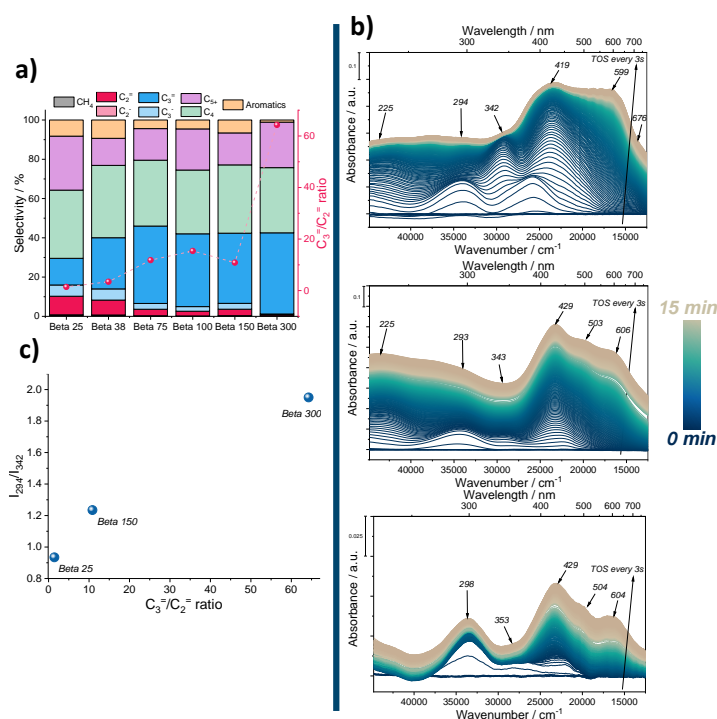 a)
CH₄
C₂⁼
C₃⁼
C₅₊
Aromatics
C₂⁻
C₃⁻
C₄
Selectivity / %
100
80
60
40
20
0
60
40
20
0
C₃⁼/C₂⁼ ratio
Beta 25
Beta 38
Beta 75
Beta 100
Beta 150
Beta 300
c)
I₂₉₄/I₃₄₂
2.0
1.8
1.6
1.4
1.2
1.0
0.8
Beta 300
Beta 150
Beta 25
0 10 20 30 40 50 60
C₃⁼/C₂⁼ ratio
b)
Wavelength / nm
300 400 500 600 700
0.1
TOS every 3s
419
599
225
294
342
676
Absorbance / a.u.
40000 35000 30000 25000 20000 15000
Wavenumber / cm⁻¹
Wavelength / nm
300 400 500 600 700
0.1
TOS every 3s
429
225
503
293
606
343
Absorbance / a.u.
40000 35000 30000 25000 20000 15000
Wavenumber / cm⁻¹
Wavelength / nm
300 400 500 600 700
0.025
TOS every 3s
429
298
504
353
604
Absorbance / a.u.
40000 35000 30000 25000 20000 15000
Wavenumber / cm⁻¹
15 min
0 min